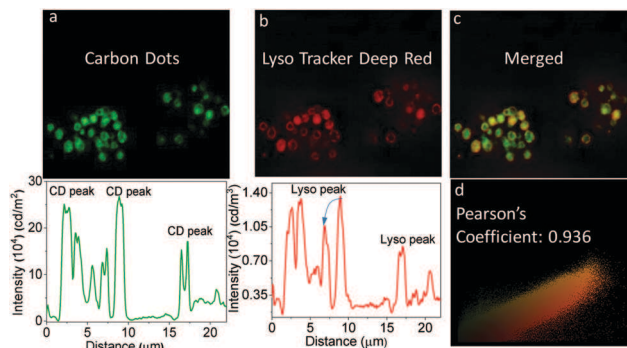 a
Carbon Dots
b
Lyso Tracker Deep Red
c
Merged
Intensity (10⁴) (cd/m²)
30
25
20
15
10
5
0
CD peak
CD peak
CD peak
0 5 10 15 20
Distance (μm)
Intensity (10⁴) (cd/m³)
1.40
1.05
0.70
0.35
Lyso peak
Lyso peak
0 5 10 15 20
Distance (μm)
d
Pearson's
Coefficient: 0.936